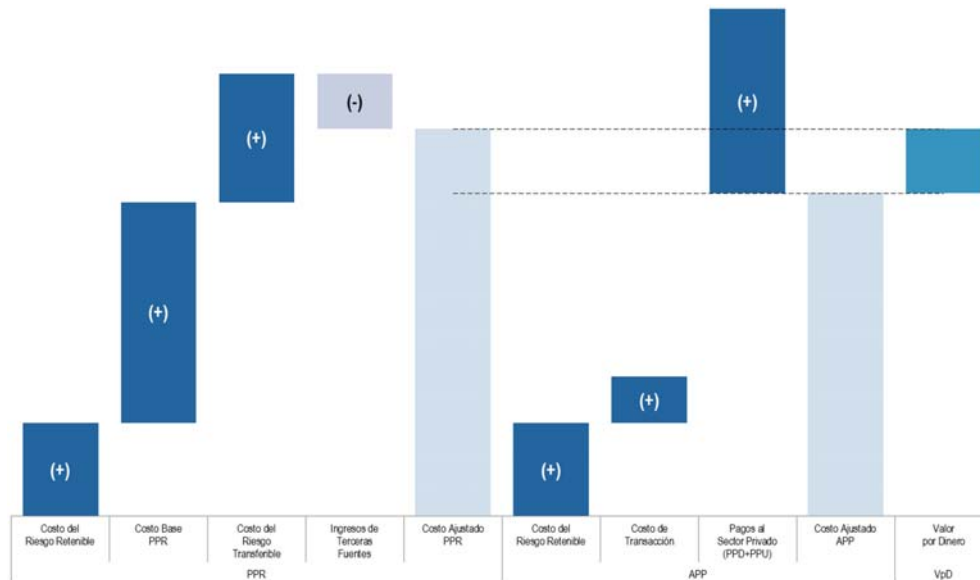 (+)
(+)
(+)
(-)
(+)
(+)
(+)
Costo del
Riesgo Retenible
Costo Base
PPR
Costo del
Riesgo
Transferible
Ingresos de
Terceras
Fuentes
Costo Ajustado
PPR
Costo del
Riesgo Retenible
Costo de
Transacción
Pagos al
Sector Privado
(PPD+PPU)
Costo Ajustado
APP
Valor
por Dinero
PPR
APP
VpD